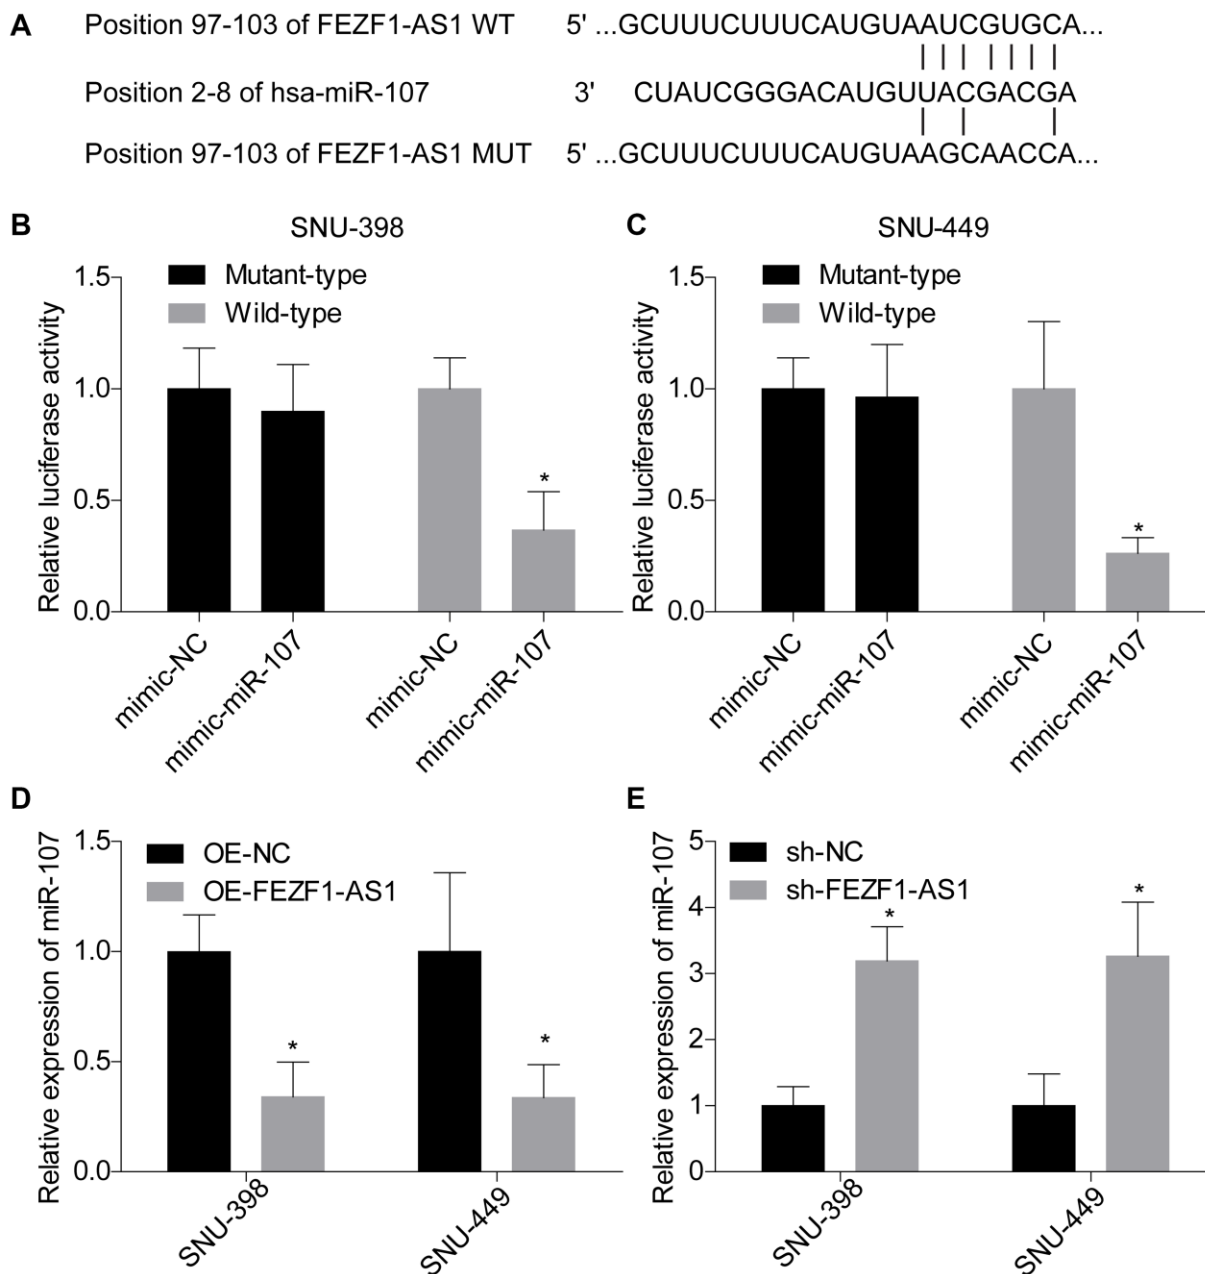 A
Position 97-103 of FEZF1-AS1 WT 5' ...GCUUUCUUUCAUGUAAUCGUGCA...
Position 2-8 of hsa-miR-107 3' CUAUCGGGACAUGUUACGACGA
Position 97-103 of FEZF1-AS1 MUT 5' ...GCUUUCUUUCAUGUAAGCAACCA...
B
SNU-398
Mutant-type
Wild-type
Relative luciferase activity
1.5
1.0
0.5
0.0
*
mimic-NC
mimic-miR-107
mimic-NC
mimic-miR-107
C
SNU-449
Mutant-type
Wild-type
Relative luciferase activity
1.5
1.0
0.5
0.0
*
mimic-NC
mimic-miR-107
mimic-NC
mimic-miR-107
D
OE-NC
OE-FEZF1-AS1
Relative expression of miR-107
1.5
1.0
0.5
0.0
*
*
SNU-398
SNU-449
E
sh-NC
sh-FEZF1-AS1
Relative expression of miR-107
5
4
3
2
1
0
*
*
SNU-398
SNU-449